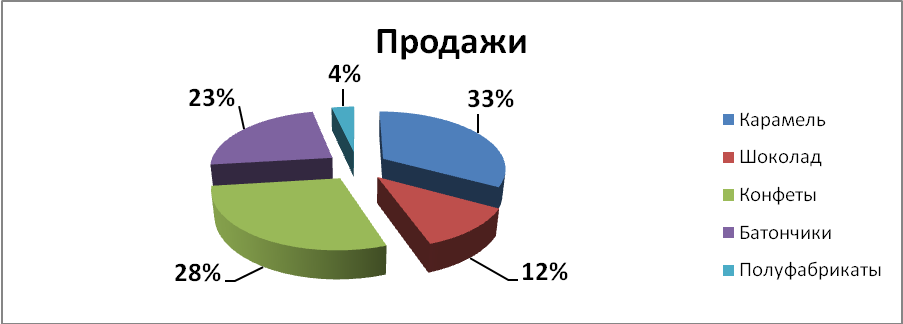 Продажи
4%
23%
33%
28%
12%
Карамель
Шоколад
Конфеты
Батончики
Полуфабрикаты